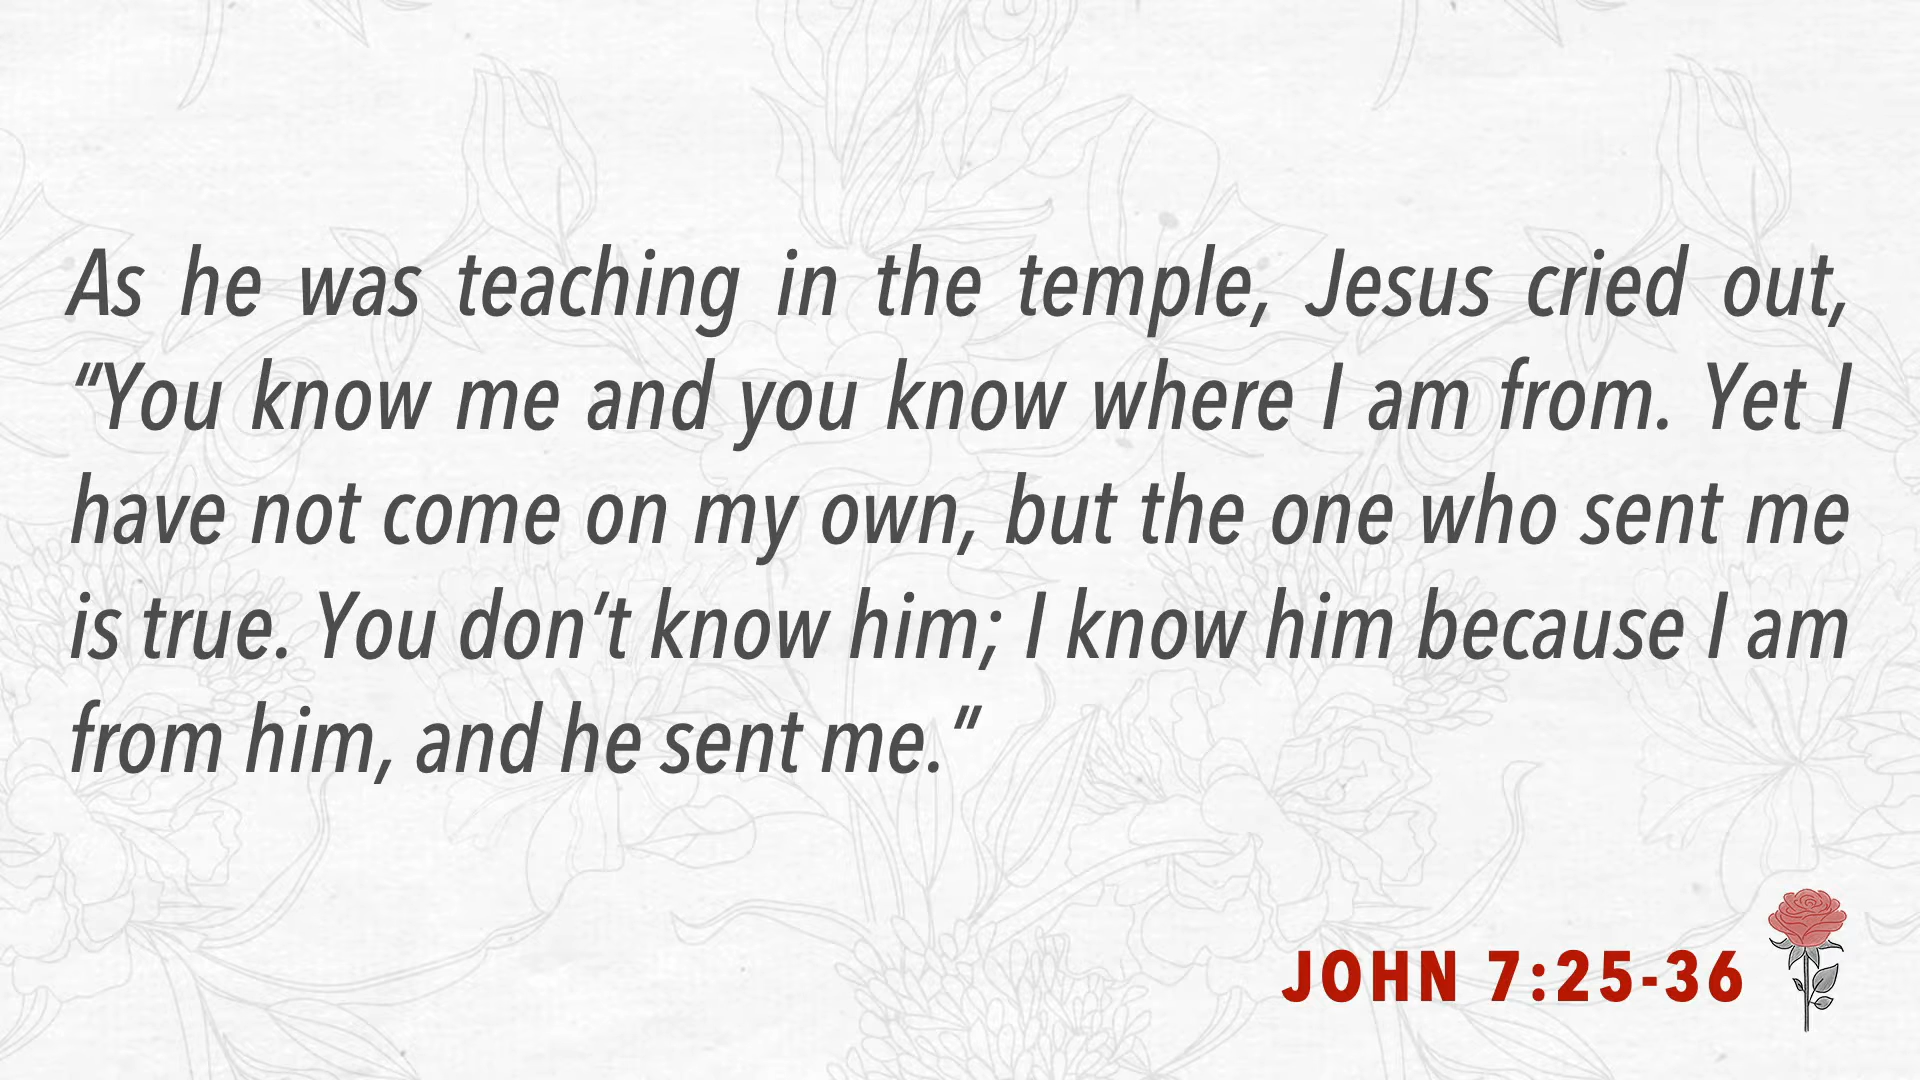 As he was teaching in the temple, Jesus cried out,
“You know me and you know where I am from. Yet I
have not come on my own, but the one who sent me
is true. You don‘t know him; I know him because I am
from him, and he sent me.”
JOHN 7:25-36